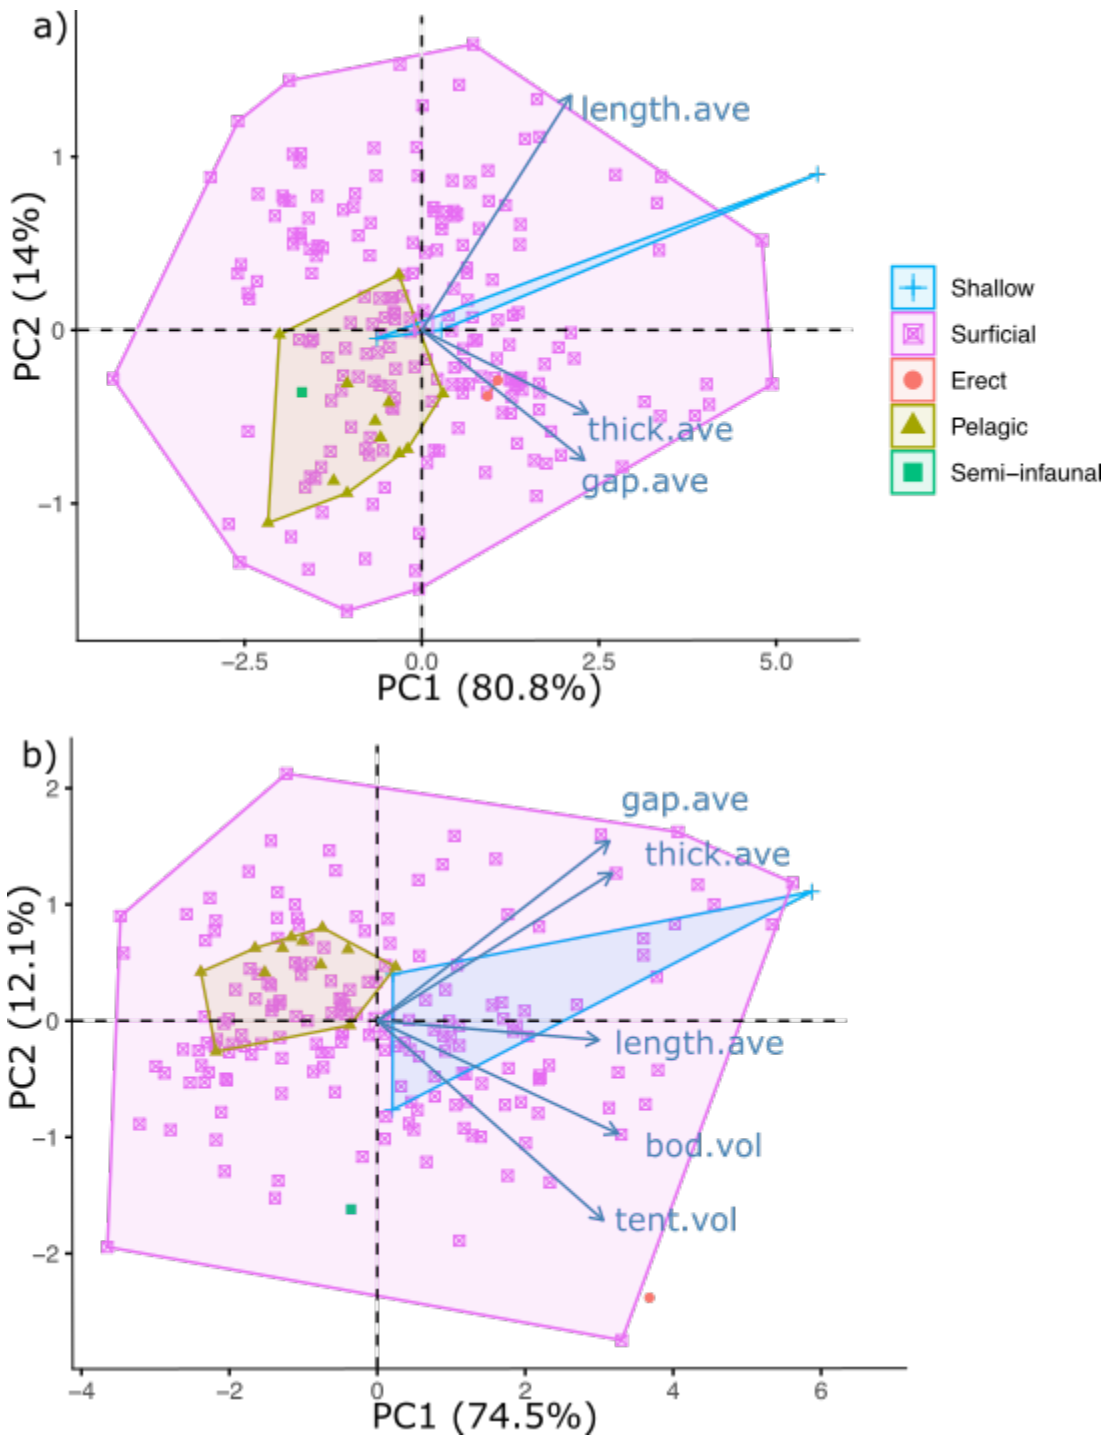 a)
length.ave
thick.ave
gap.ave
PC2 (14%)
1
0
−1
−2.5
0.0
2.5
5.0
PC1 (80.8%)
Shallow
Surficial
Erect
Pelagic
Semi−infaunal
b)
gap.ave
thick.ave
length.ave
bod.vol
tent.vol
PC2 (12.1%)
2
1
0
−1
−2
−4
−2
0
2
4
6
PC1 (74.5%)